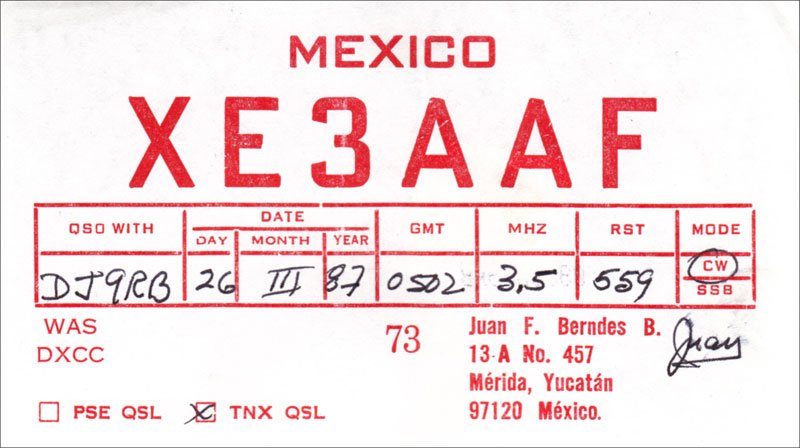 MEXICO
XE3AAF
QSO WITH DATE GMT MHZ RST MODE
DAY MONTH YEAR
DJ9RB 26 III 87 0502 3,5 559 CW
SSB
WAS
DXCC
73
Juan F. Berndes B.
13-A No. 457
Mérida, Yucatán
97120 México.
Juan
PSE QSL TNX QSL